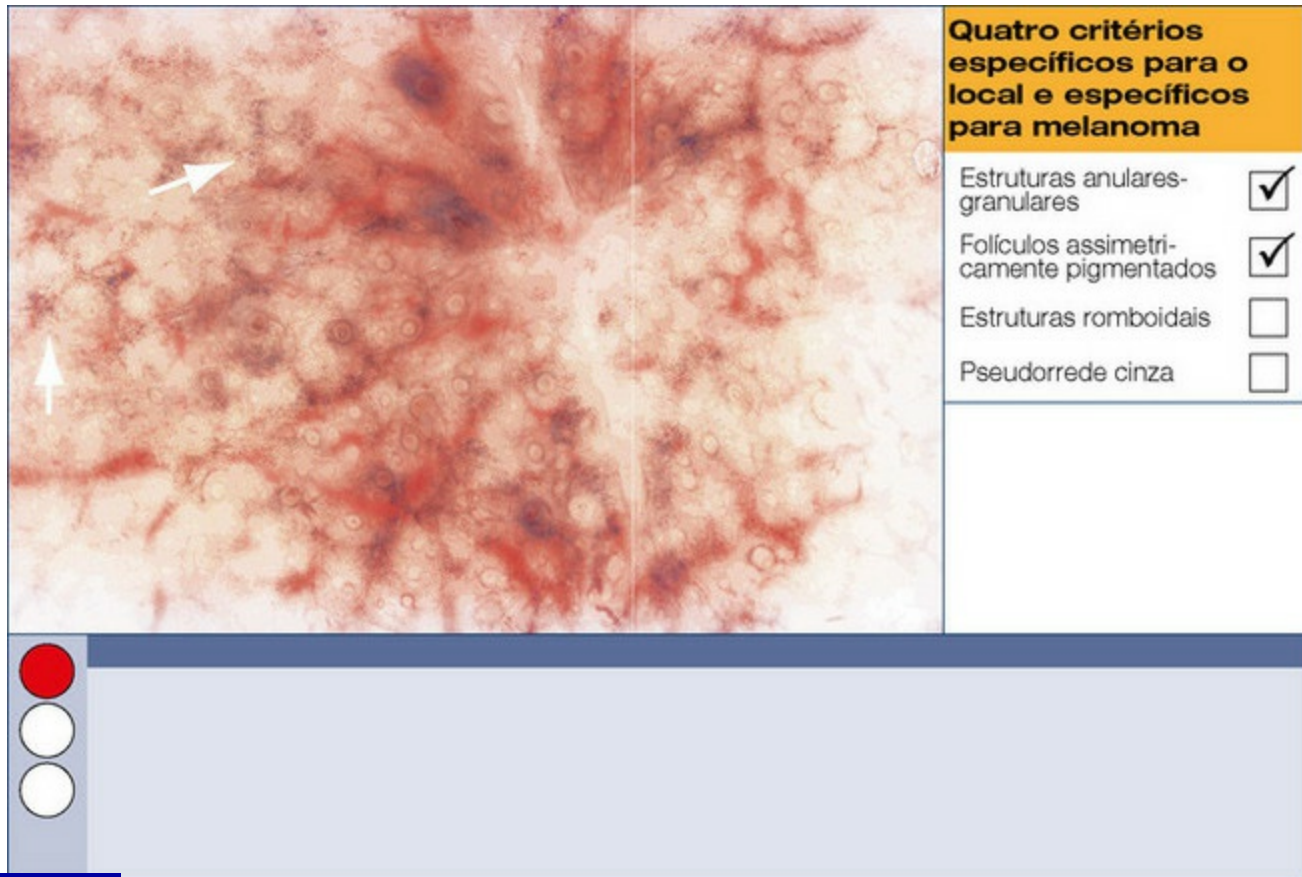 Quatro critérios
específicos para o
local e específicos
para melanoma
Estruturas anulares-
granulares
Folículos assimetri-
camente pigmentados
Estruturas romboidais
Pseudorrede cinza